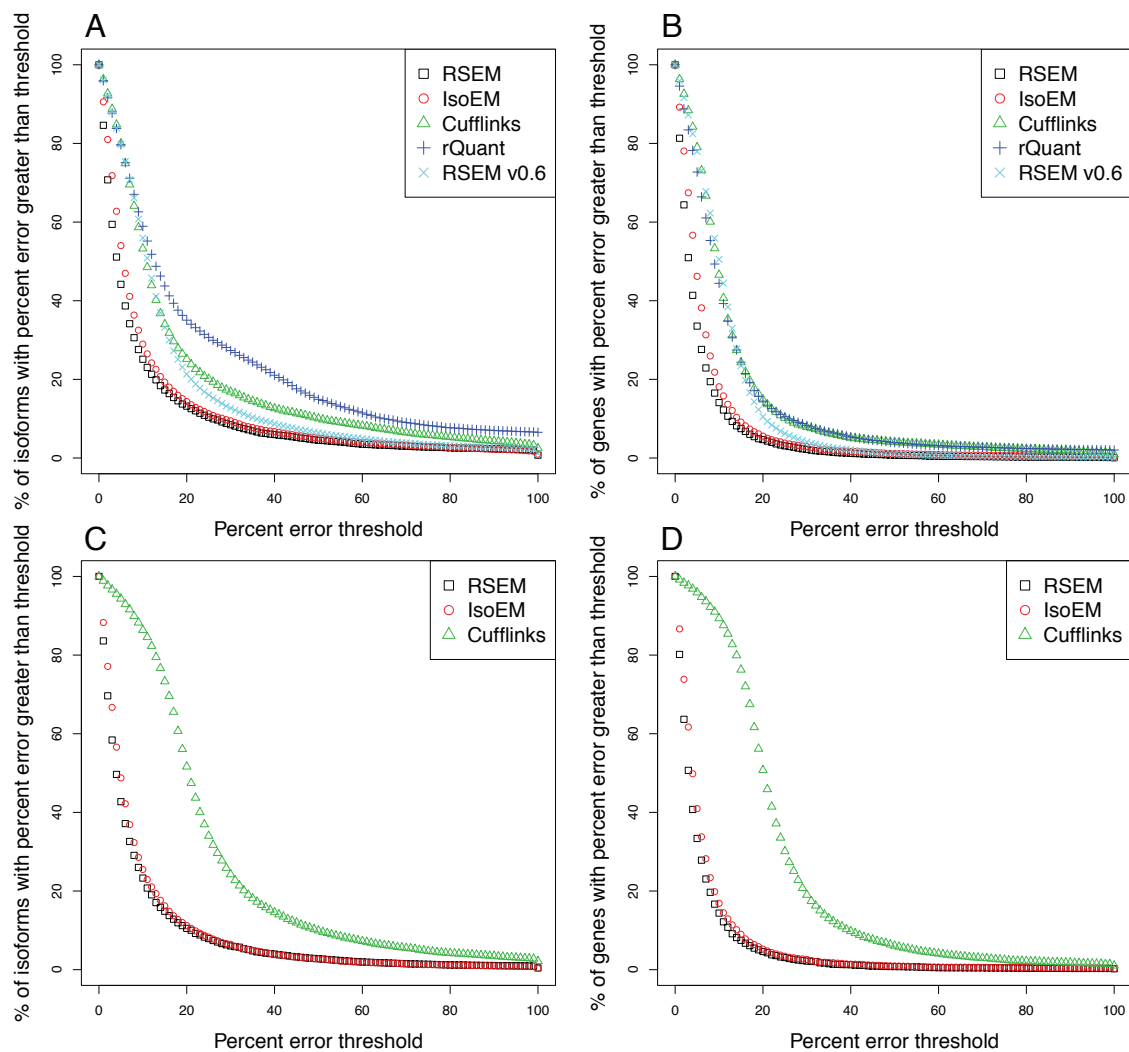 A
% of isoforms with percent error greater than threshold
100
80
60
40
20
0
RSEM
IsoEM
Cufflinks
rQuant
RSEM v0.6
0 20 40 60 80 100
Percent error threshold
B
% of genes with percent error greater than threshold
100
80
60
40
20
0
RSEM
IsoEM
Cufflinks
rQuant
RSEM v0.6
0 20 40 60 80 100
Percent error threshold
C
% of isoforms with percent error greater than threshold
100
80
60
40
20
0
RSEM
IsoEM
Cufflinks
0 20 40 60 80 100
Percent error threshold
D
% of genes with percent error greater than threshold
100
80
60
40
20
0
RSEM
IsoEM
Cufflinks
0 20 40 60 80 100
Percent error threshold